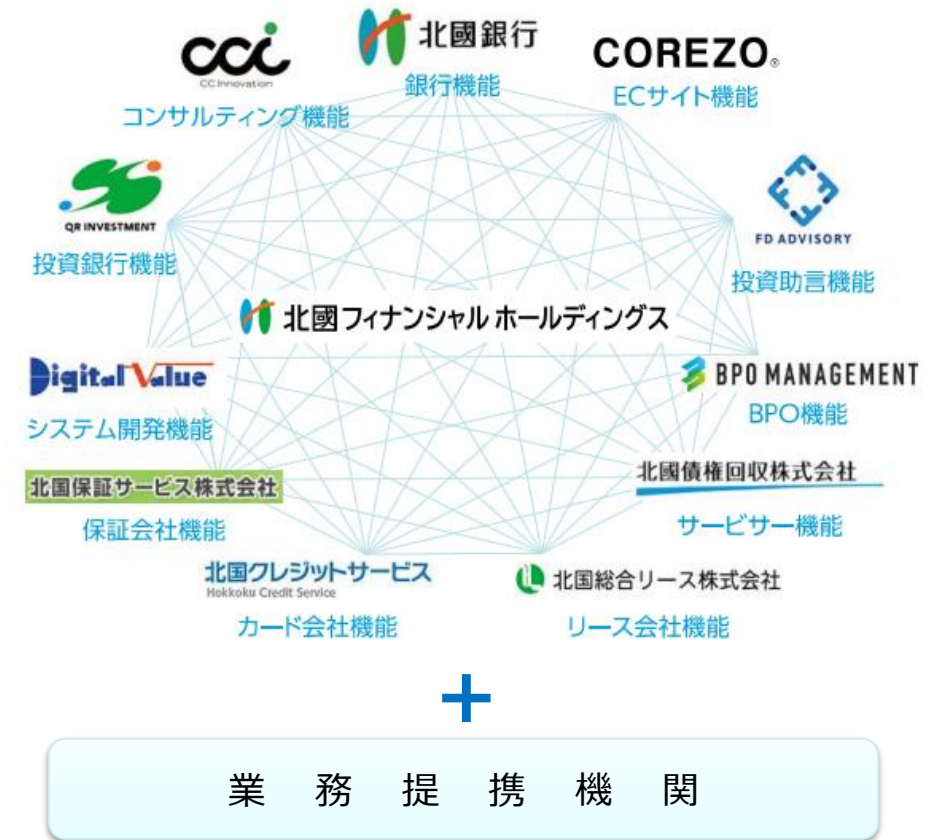 cci
CC Innovation
コンサルティング機能
北國銀行
銀行機能
COREZO®
ECサイト機能
QR INVESTMENT
投資銀行機能
FD ADVISORY
投資助言機能
北國フィナンシャルホールディングス
Digital Value
システム開発機能
BPO MANAGEMENT
BPO機能
北国保証サービス株式会社
保証会社機能
北國債権回収株式会社
サービサー機能
北国クレジットサービス
Hokkoku Credit Service
カード会社機能
北国総合リース株式会社
リース会社機能
+
業務提携機関